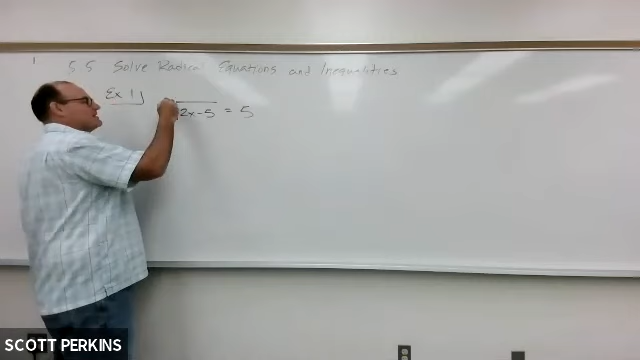 5.5 Solve Radical Equations and Inequalities
Ex 1)
2x-5 = 5
SCOTT PERKINS